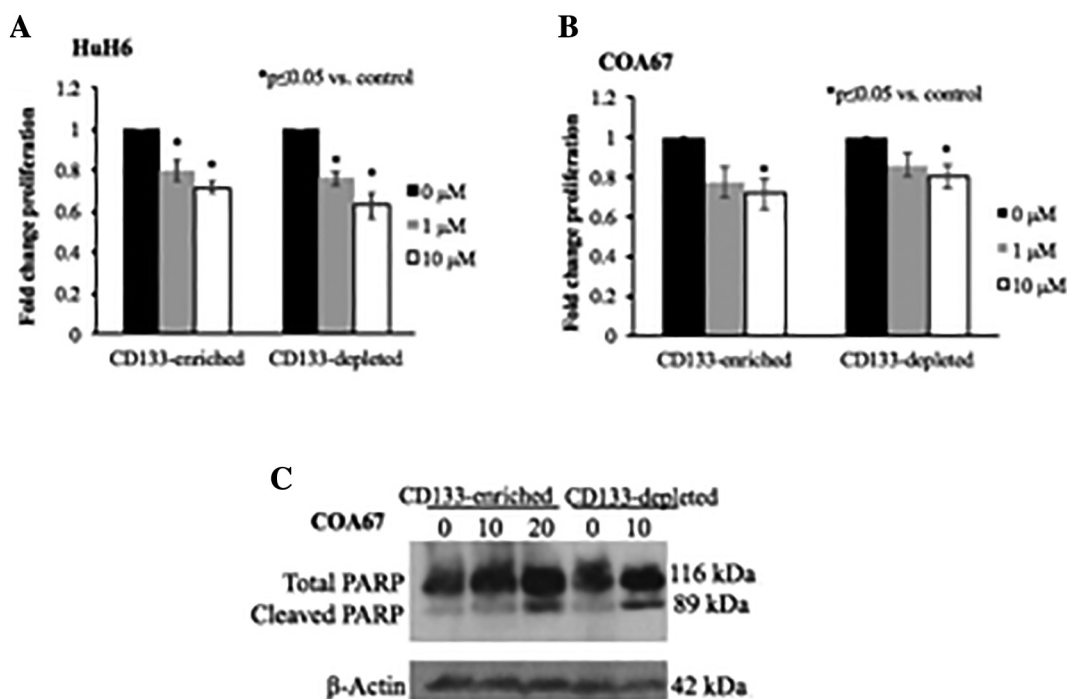 A
HuH6
*p≤0.05 vs. control
Fold change proliferation
1.2
1
0.8
0.6
0.4
0.2
0
CD133-enriched
CD133-depleted
0 μM
1 μM
10 μM
B
COA67
*p≤0.05 vs. control
Fold change proliferation
1.2
1
0.8
0.6
0.4
0.2
0
CD133-enriched
CD133-depleted
0 μM
1 μM
10 μM
C
CD133-enriched CD133-depleted
COA67 0 10 20 0 10
Total PARP 116 kDa
Cleaved PARP 89 kDa
β-Actin 42 kDa